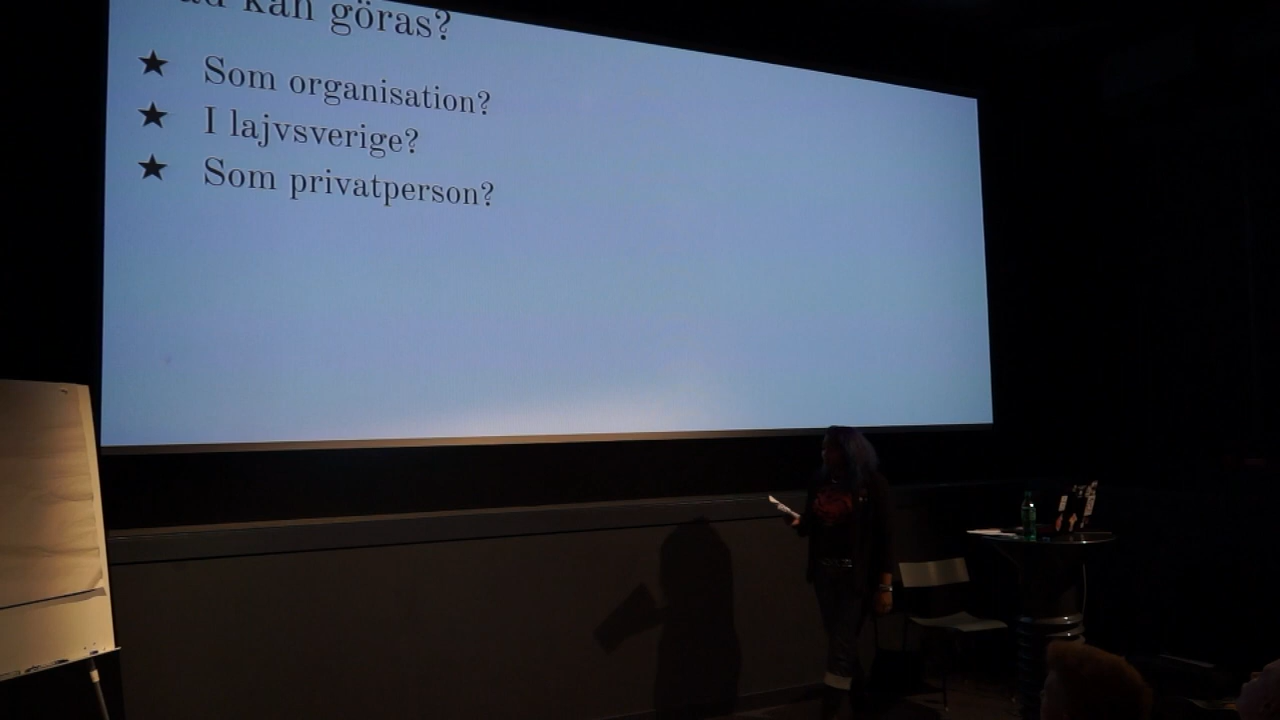 kan göras?
★ Som organisation?
★ I lajvsverige?
★ Som privatperson?